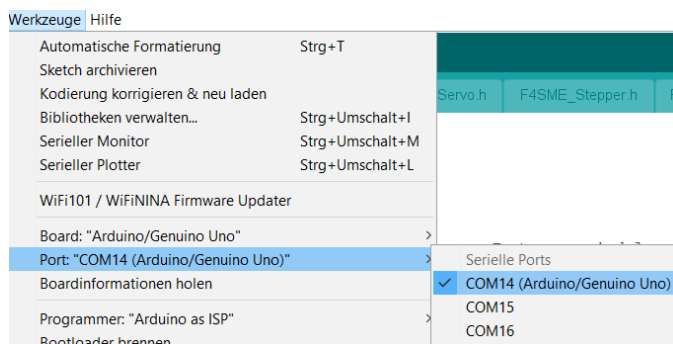 Werkzeuge Hilfe
Automatische Formatierung Strg+T
Sketch archivieren
Kodierung korrigieren & neu laden
Bibliotheken verwalten... Strg+Umschalt+I
Serieller Monitor Strg+Umschalt+M
Serieller Plotter Strg+Umschalt+L
WiFi101 / WiFiNINA Firmware Updater
Board: "Arduino/Genuino Uno"
Port: "COM14 (Arduino/Genuino Uno)"
Boardinformationen holen
Programmer: "Arduino as ISP"
Bootloader brennen
Servo.h F4SME_Stepper.h
Serielle Ports
COM14 (Arduino/Genuino Uno)
COM15
COM16